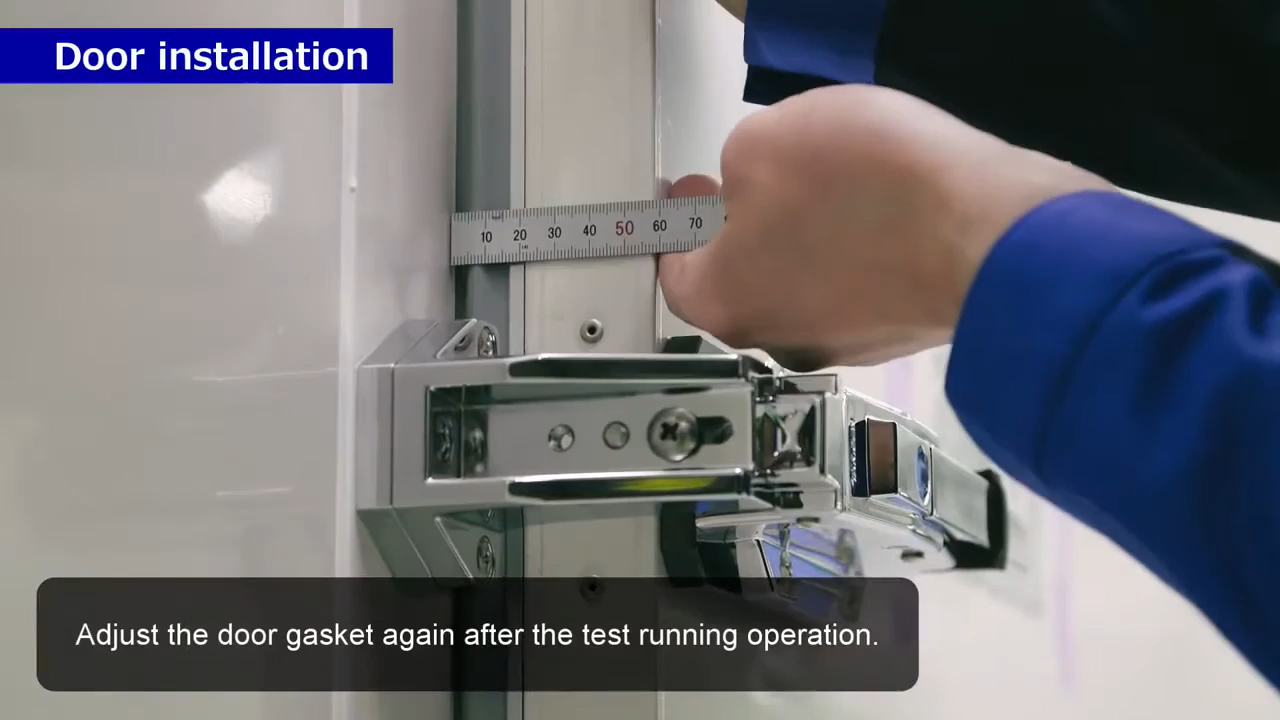 Door installation
10 20 30 40 50 60 70
Adjust the door gasket again after the test running operation.